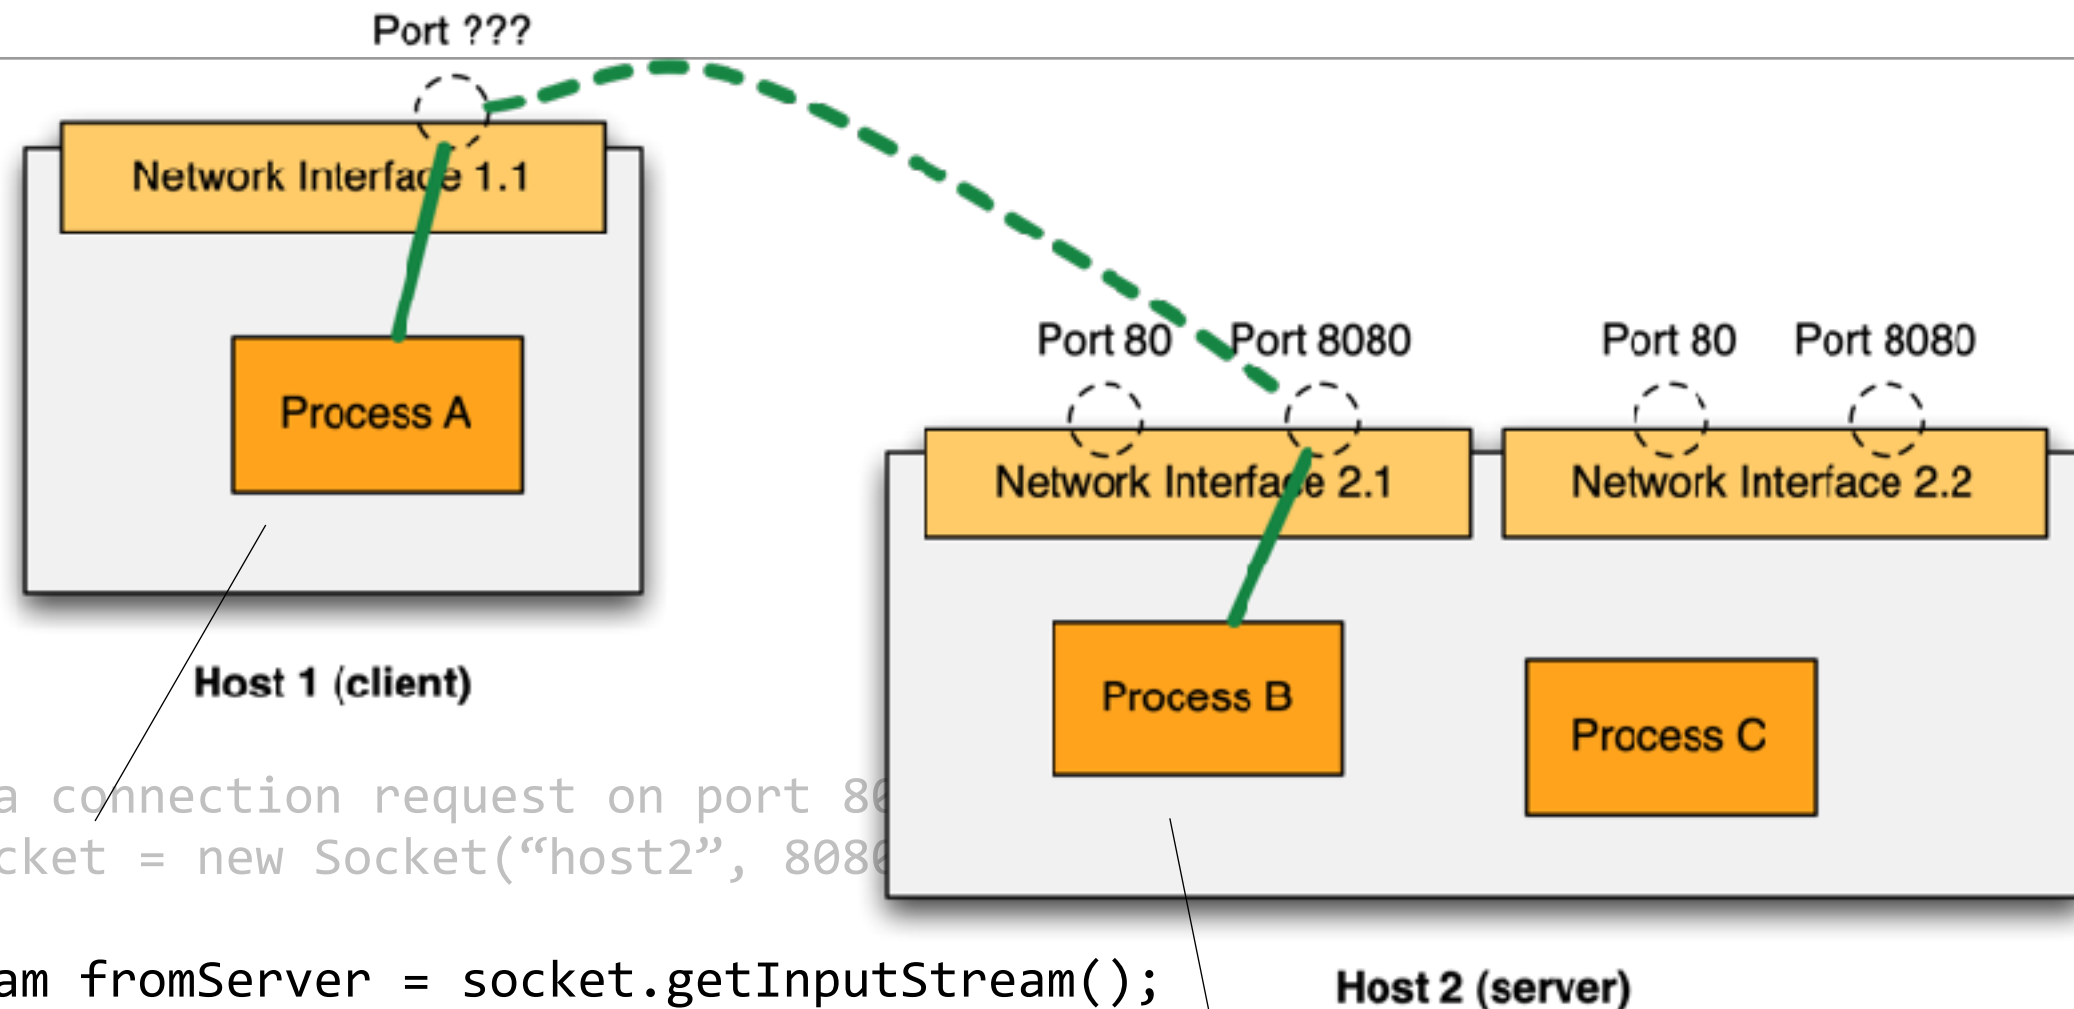 Port ???
Network Interface 1.1
Process A
Host 1 (client)
Port 80 Port 8080 Port 80 Port 8080
Network Interface 2.1 Network Interface 2.2
Process B
Process C
a connection request on port 80
cket = new Socket(“host2”, 8080
am fromServer = socket.getInputStream();
Host 2 (server)